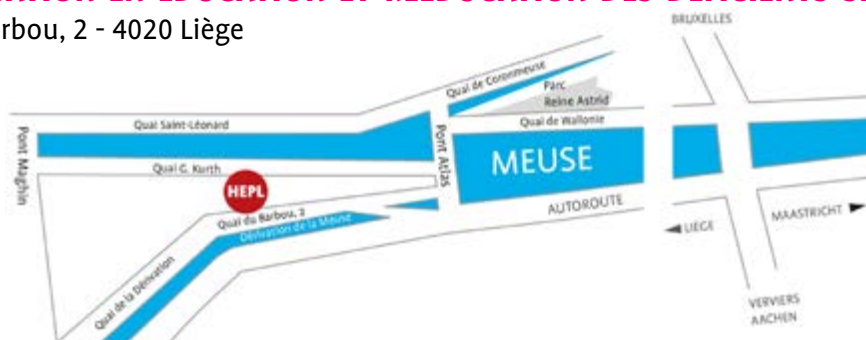 rbou, 2 - 4020 Liège
BRUXELLES
Quai de Coronmeuse
Parc
Reine Astrid
Quai Saint-Léonard
Quai de Wallonie
Pont Maghin
Pont Atlas
MEUSE
Quai G. Kurth
HEPL
Quai du Barbou, 2
Dérivation de la Meuse
AUTOROUTE
LIÈGE
MAASTRICHT
Quai de la Dérivation
VERVIERS
AACHEN